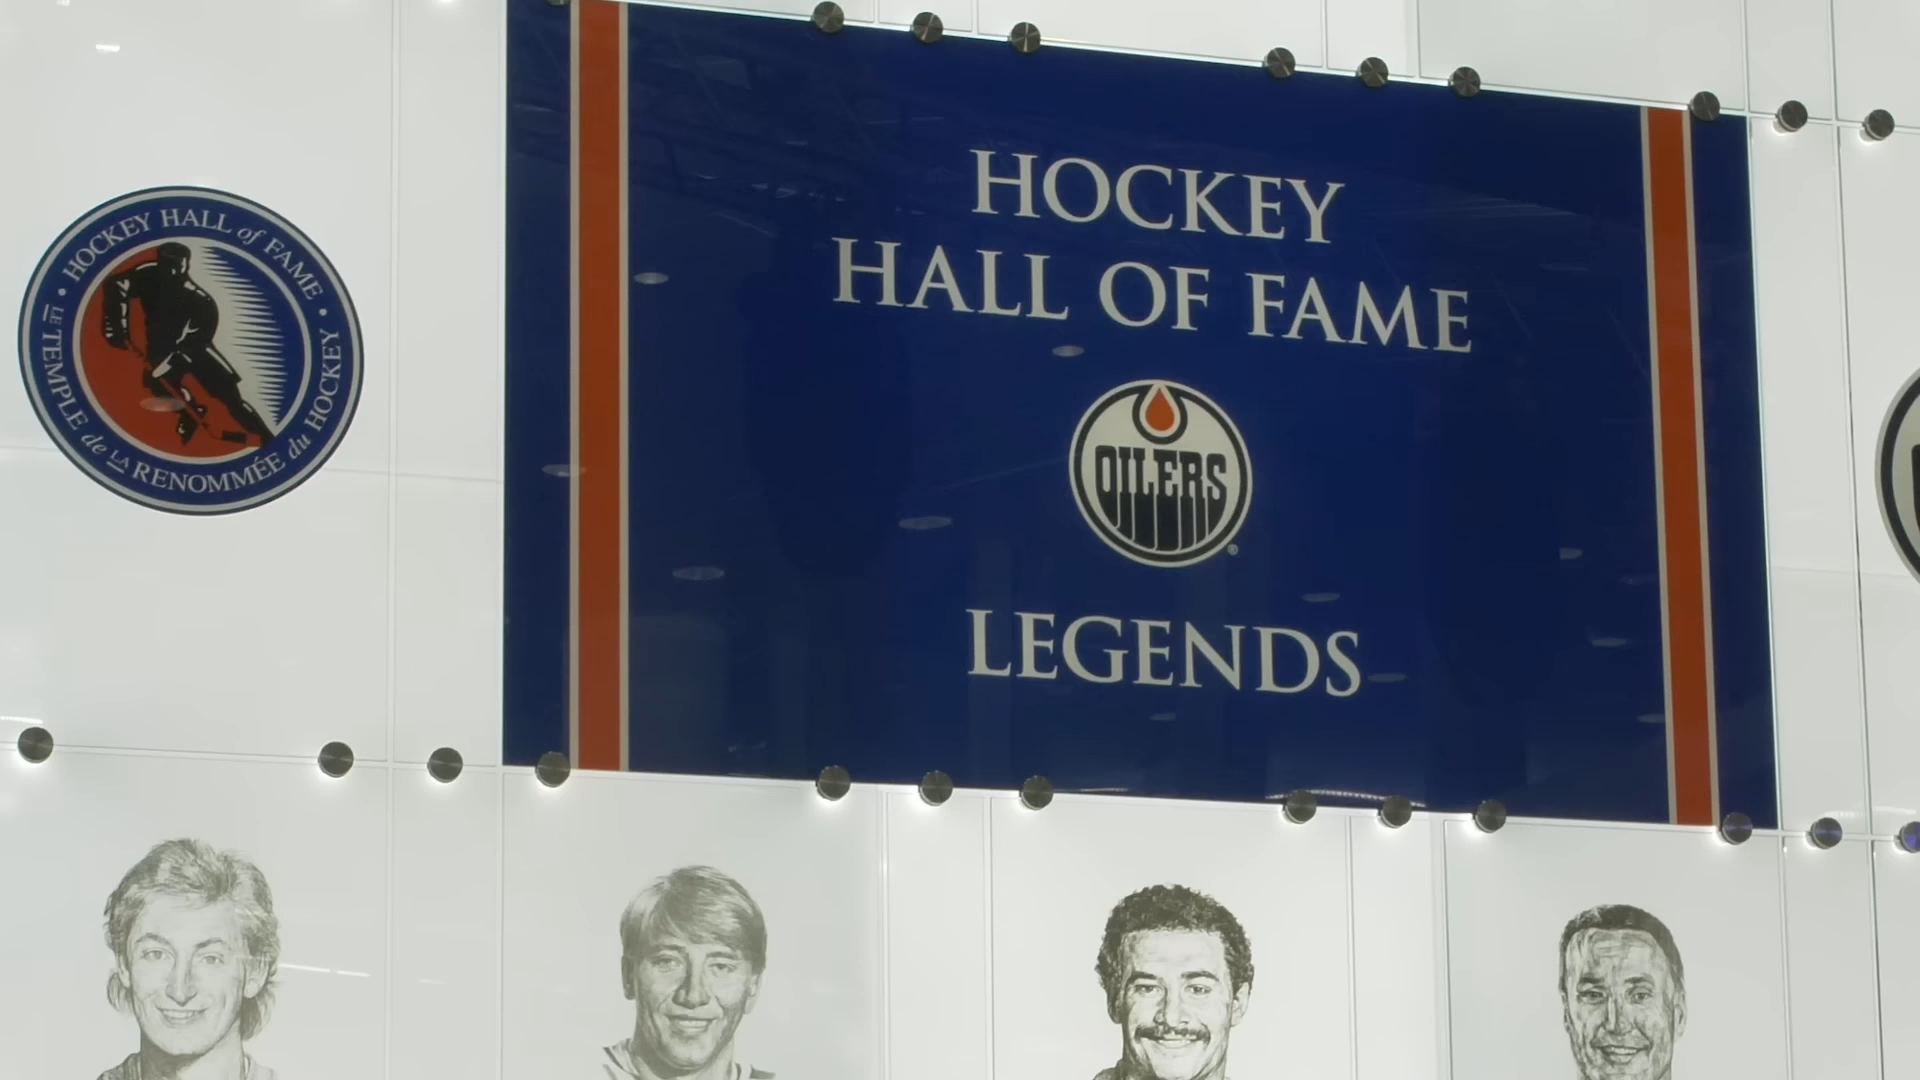 HOCKEY HALL of FAME
LE TEMPLE de LA RENOMMÉE du HOCKEY
HOCKEY
HALL OF FAME
OILERS
®
LEGENDS